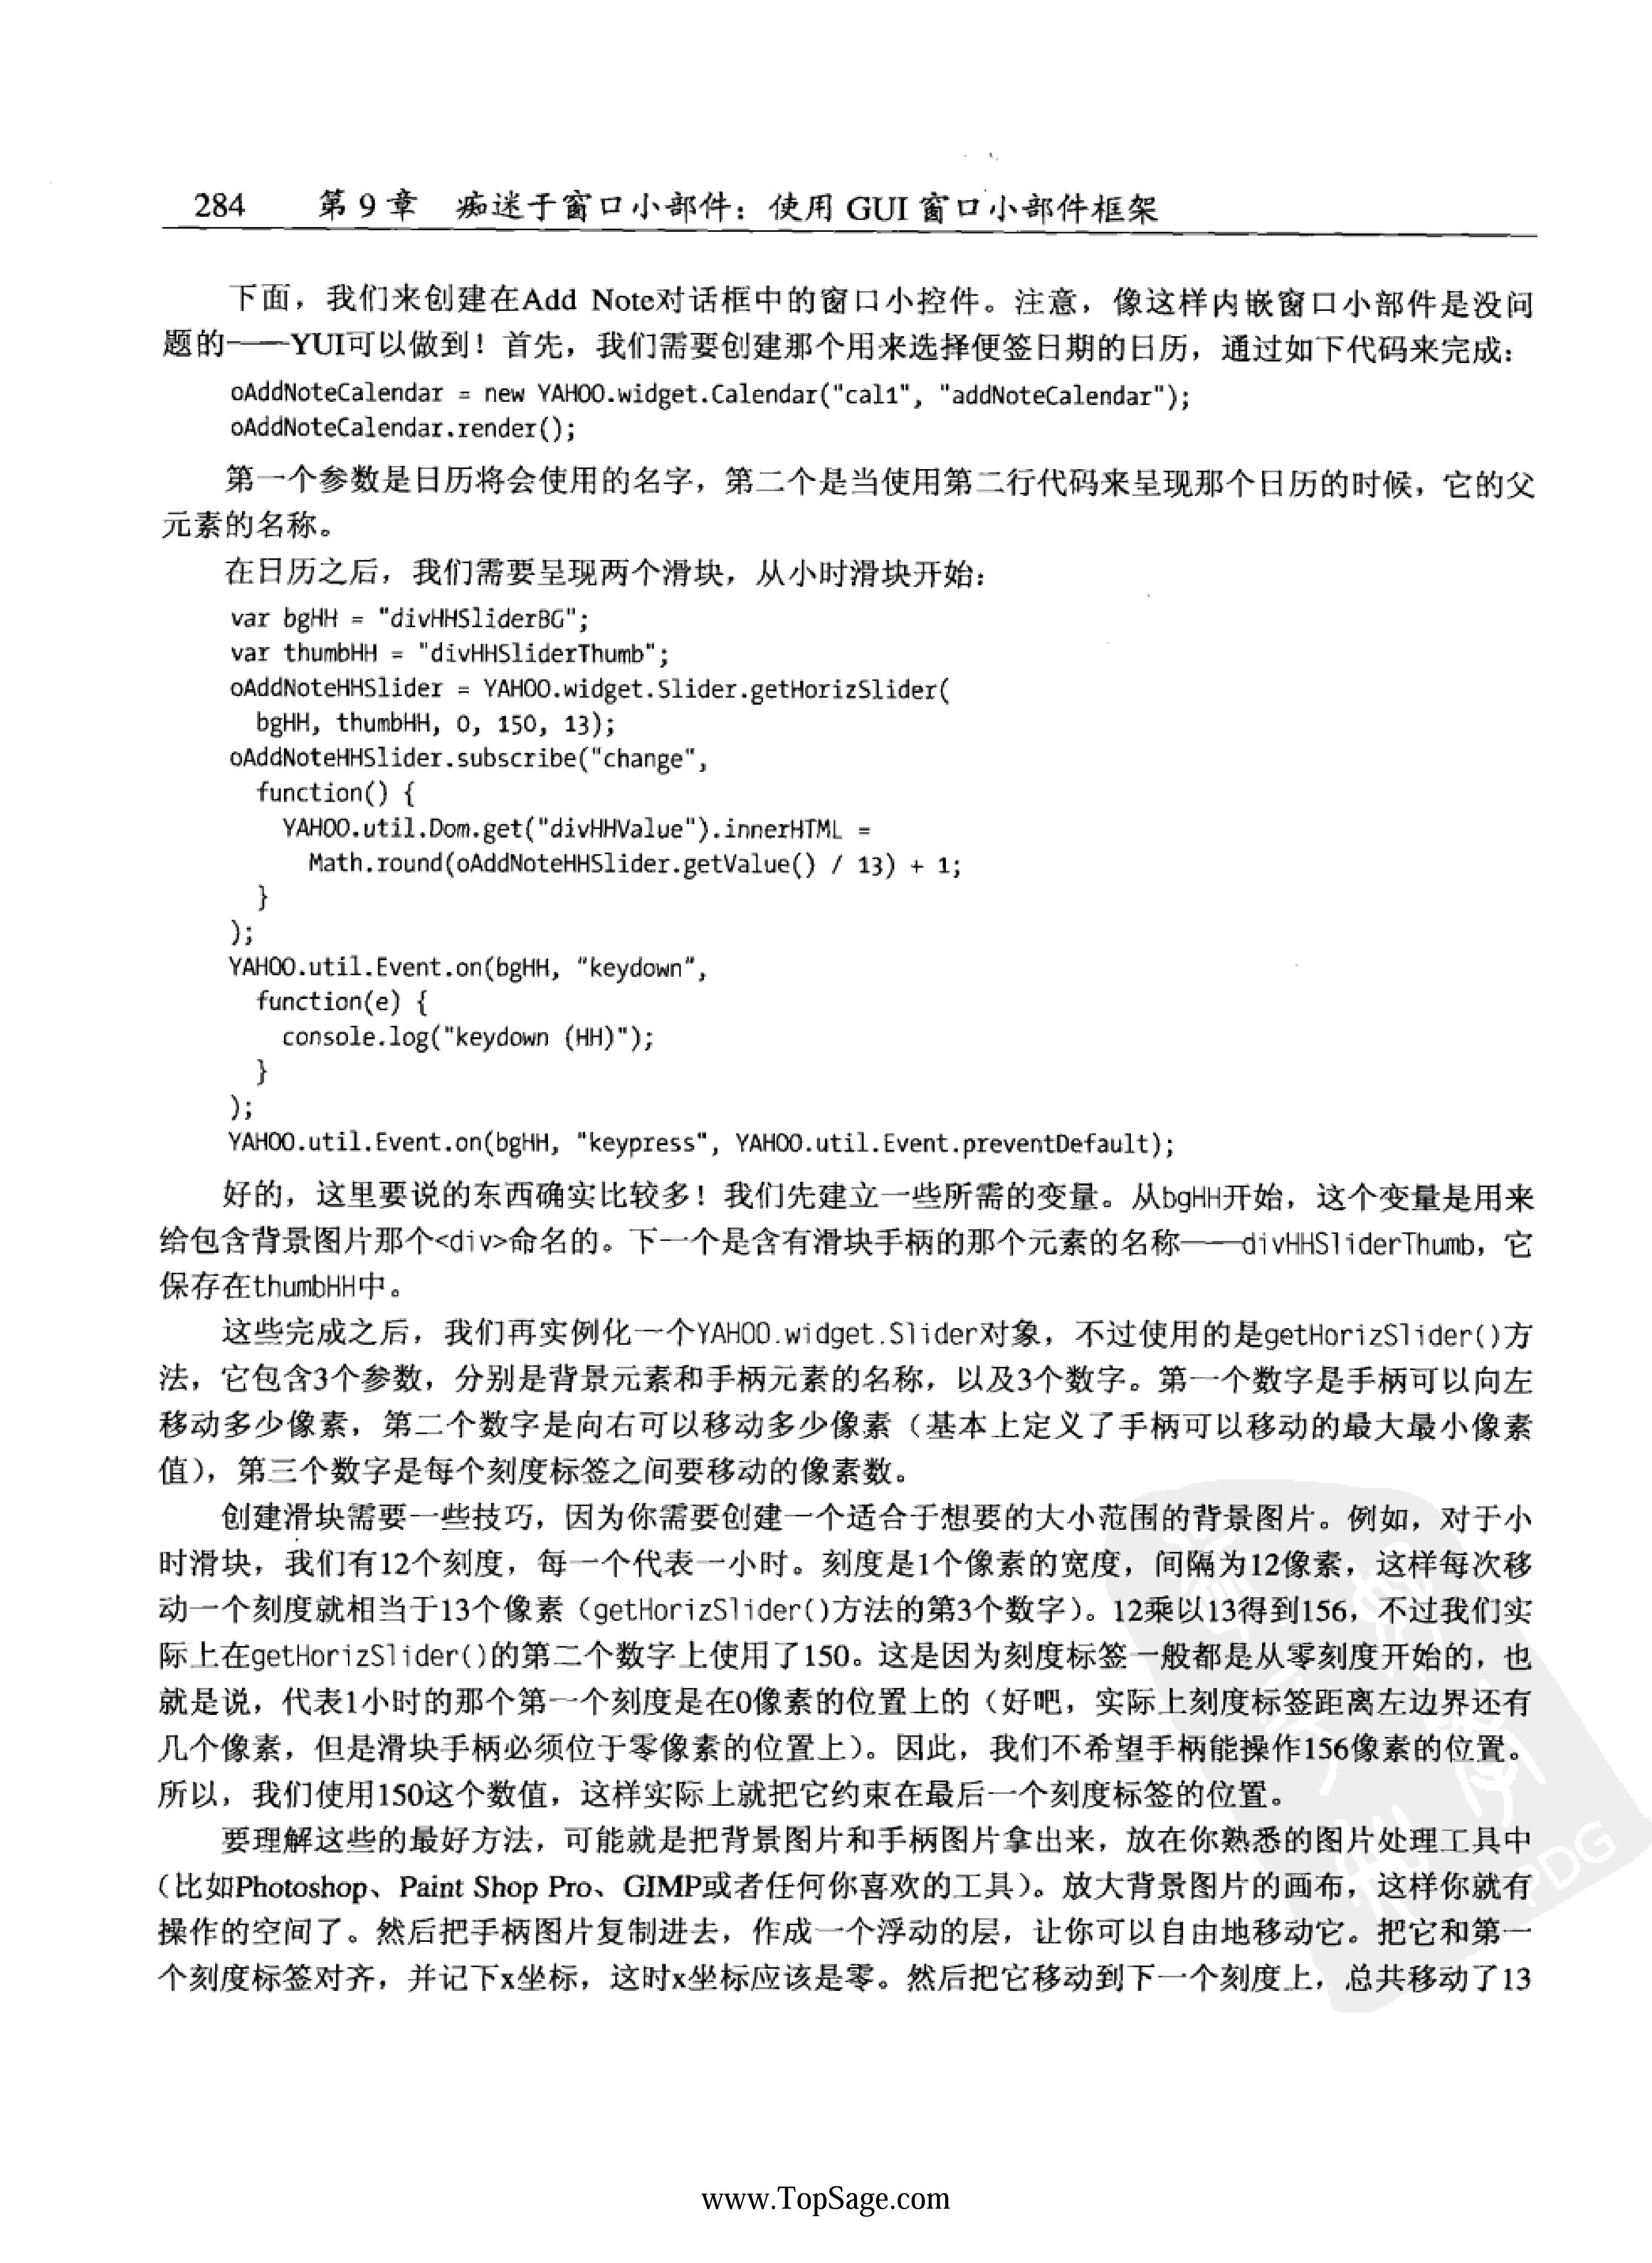 284 第 9 章 痴迷于窗口小部件：使用 GUI 窗口小部件框架
下面，我们来创建在Add Note对话框中的窗口小控件。注意，像这样内嵌窗口小部件是没问
题的——YUI可以做到！首先，我们需要创建那个用来选择便签日期的日历，通过如下代码来完成：
oAddNoteCalendar = new YAHOO.widget.Calendar("cal1", "addNoteCalendar");
oAddNoteCalendar.render();
第一个参数是日历将会使用的名字，第二个是当使用第二行代码来呈现那个日历的时候，它的父
元素的名称。
在日历之后，我们需要呈现两个滑块，从小时滑块开始：
var bgHH = "divHHSliderBG";
var thumbHH = "divHHSliderThumb";
oAddNoteHHSlider = YAHOO.widget.Slider.getHorizSlider(
bgHH, thumbHH, 0, 150, 13);
oAddNoteHHSlider.subscribe("change",
function() {
YAHOO.util.Dom.get("divHHValue").innerHTML =
Math.round(oAddNoteHHSlider.getValue() / 13) + 1;
}
);
YAHOO.util.Event.on(bgHH, "keydown",
function(e) {
console.log("keydown (HH)");
}
);
YAHOO.util.Event.on(bgHH, "keypress", YAHOO.util.Event.preventDefault);
好的，这里要说的东西确实比较多！我们先建立一些所需的变量。从bgHH开始，这个变量是用来
给包含背景图片那个<div>命名的。下一个是含有滑块手柄的那个元素的名称——divHHSliderThumb，它
保存在thumbHH中。
这些完成之后，我们再实例化一个YAHOO.widget.Slider对象，不过使用的是getHorizSlider()方
法，它包含3个参数，分别是背景元素和手柄元素的名称，以及3个数字。第一个数字是手柄可以向左
移动多少像素，第二个数字是向右可以移动多少像素（基本上定义了手柄可以移动的最大最小像素
值），第三个数字是每个刻度标签之间要移动的像素数。
创建滑块需要一些技巧，因为你需要创建一个适合于想要的大小范围的背景图片。例如，对于小
时滑块，我们有12个刻度，每一个代表一小时。刻度是1个像素的宽度，间隔为12像素，这样每次移
动一个刻度就相当于13个像素（getHorizSlider()方法的第3个数字）。12乘以13得到156，不过我们实
际上在getHorizSlider()的第二个数字上使用了150。这是因为刻度标签一般都是从零刻度开始的，也
就是说，代表1小时的那个第一个刻度是在0像素的位置上的（好吧，实际上刻度标签距离左边界还有
几个像素，但是滑块手柄必须位于零像素的位置上）。因此，我们不希望手柄能操作156像素的位置。
所以，我们使用150这个数值，这样实际上就把它约束在最后一个刻度标签的位置。
要理解这些的最好方法，可能就是把背景图片和手柄图片拿出来，放在你熟悉的图片处理工具中
（比如Photoshop、Paint Shop Pro、GIMP或者任何你喜欢的工具）。放大背景图片的画布，这样你就有
操作的空间了。然后把手柄图片复制进去，作成一个浮动的层，让你可以自由地移动它。把它和第一
个刻度标签对齐，并记下x坐标，这时x坐标应该是零。然后把它移动到下一个刻度上，总共移动了13
PDG
www.TopSage.com